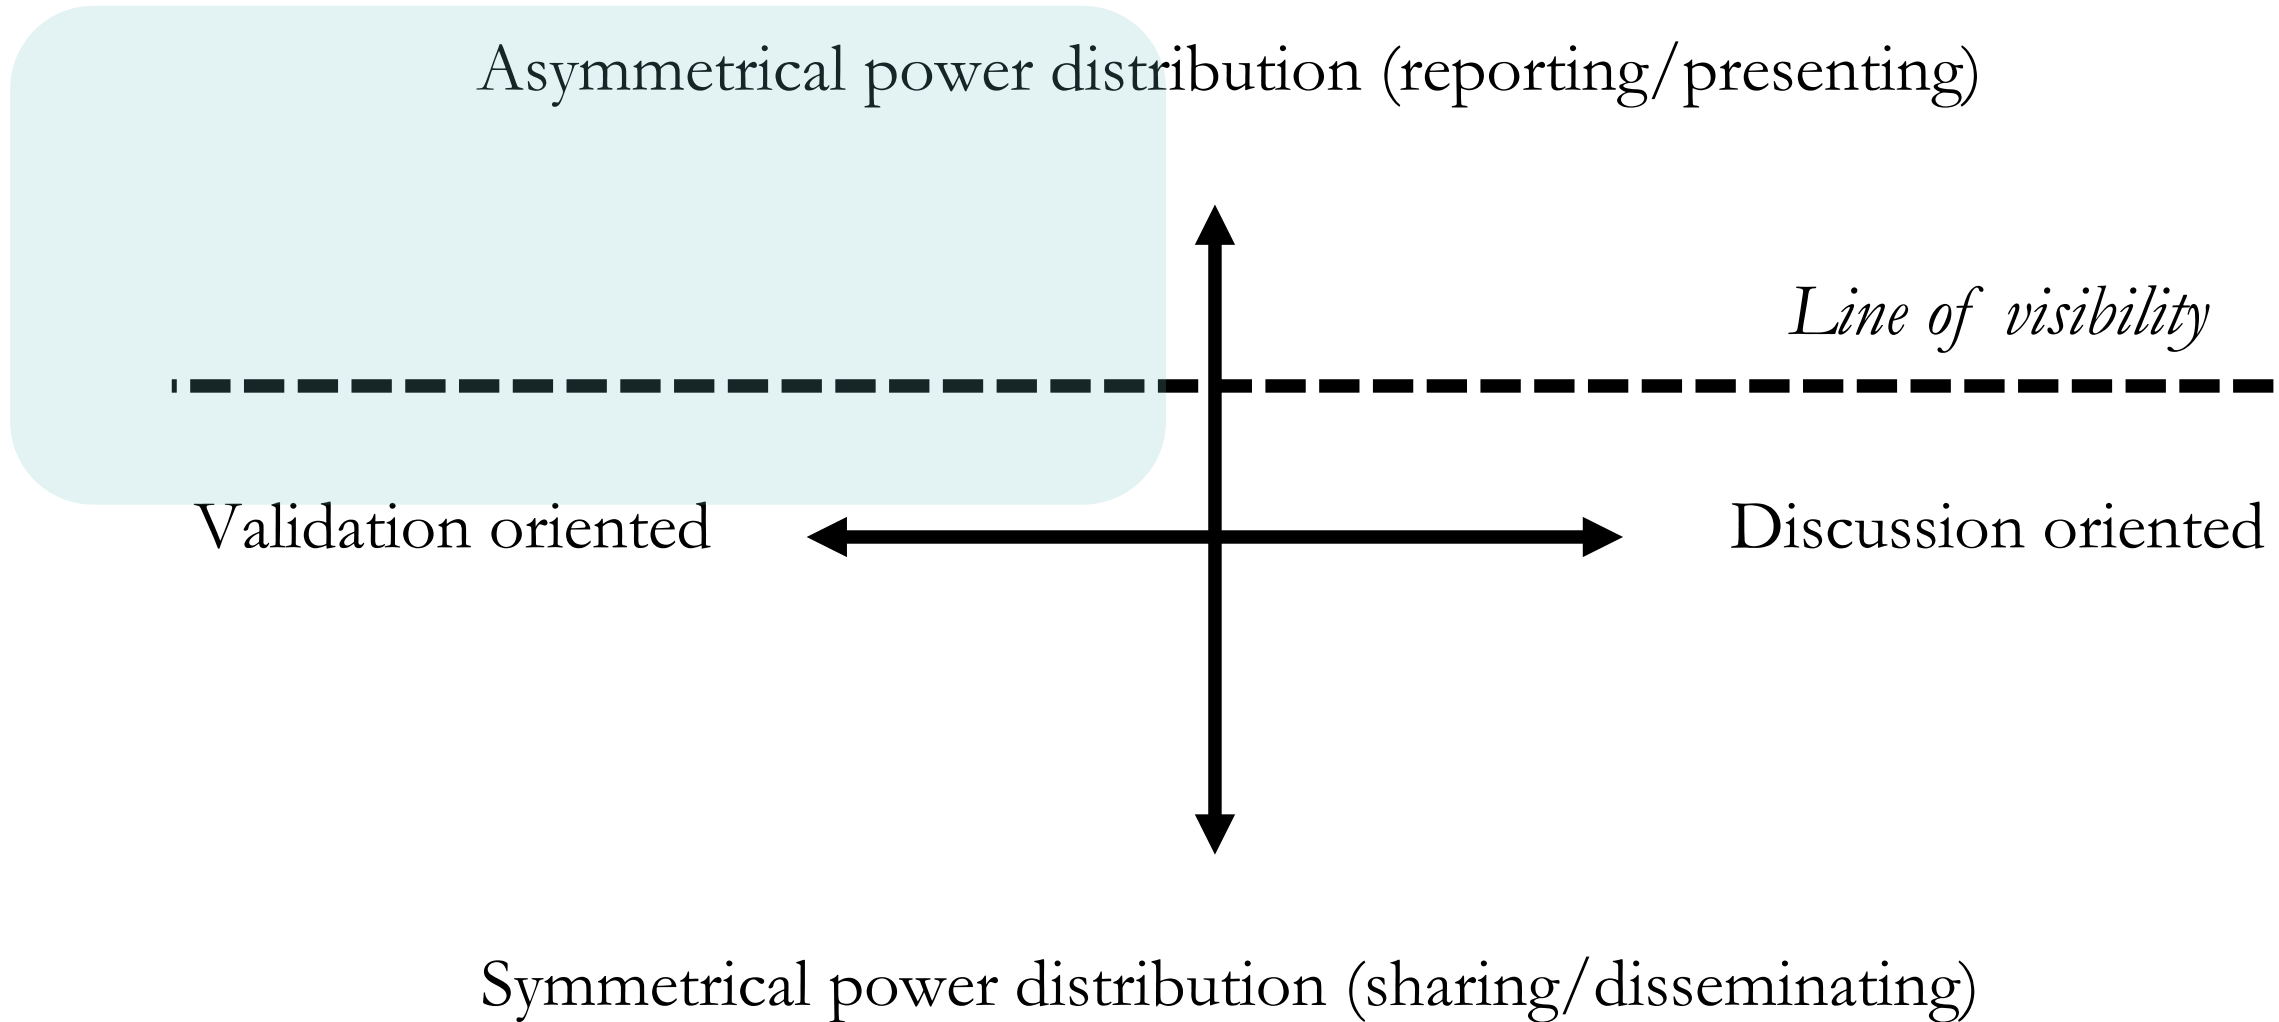 Asymmetrical power distribution (reporting/presenting)
Line of visibility
Validation oriented
Discussion oriented
Symmetrical power distribution (sharing/disseminating)